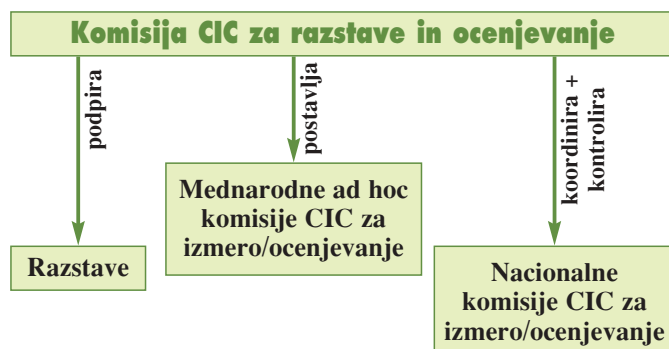 Komisija CIC za razstave in ocenjevanje
podpira
postavlja
koordinira +
kontrolira
Mednarodne ad hoc
komisije CIC za
izmero/ocenjevanje
Razstave
Nacionalne
komisije CIC za
izmero/ocenjevanje